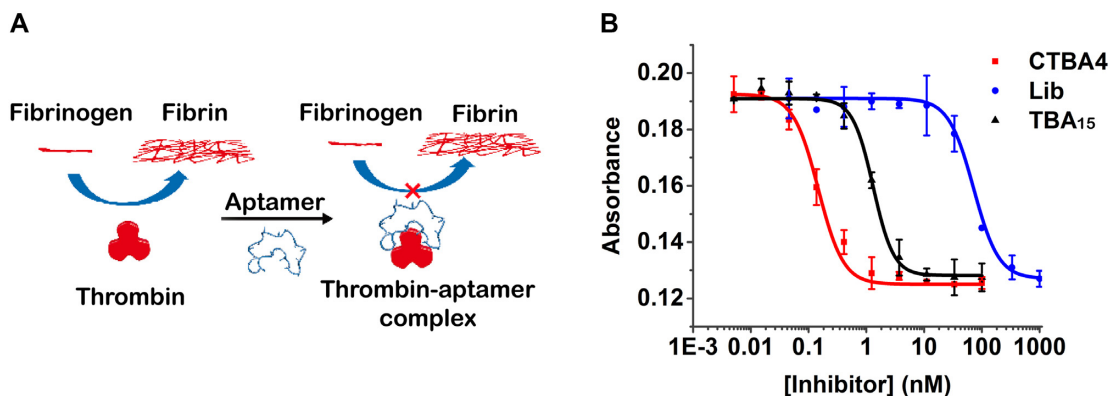 A
Fibrinogen
Fibrin
Thrombin
Aptamer
Fibrinogen
Fibrin
Thrombin-aptamer
complex
B
Absorbance
0.20
0.18
0.16
0.14
0.12
1E-3 0.01 0.1 1 10 100 1000
[Inhibitor] (nM)
CTBA4
Lib
TBA₁₅